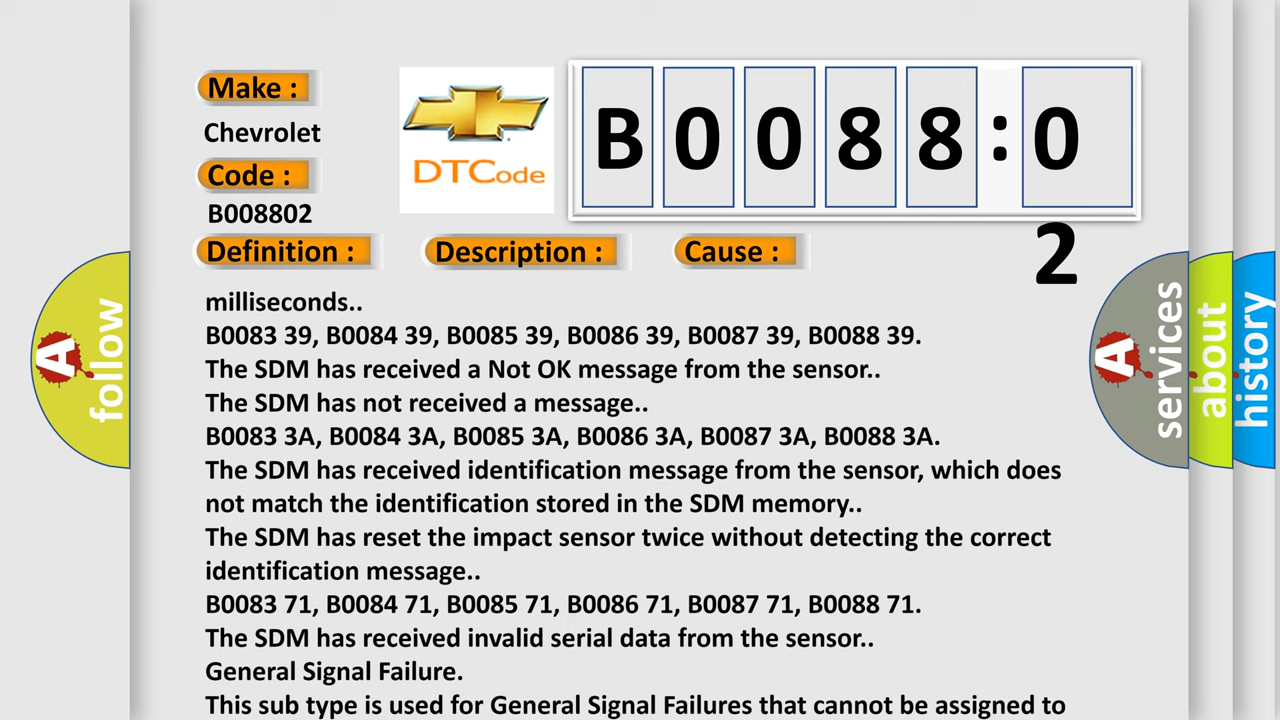 Make :
Chevrolet
Code :
B008802
DTCode
B0088:0
2
Definition :
Description :
Cause :
milliseconds..
B0083 39, B0084 39, B0085 39, B0086 39, B0087 39, B0088 39.
The SDM has received a Not OK message from the sensor..
The SDM has not received a message..
B0083 3A, B0084 3A, B0085 3A, B0086 3A, B0087 3A, B0088 3A.
The SDM has received identification message from the sensor, which does
not match the identification stored in the SDM memory..
The SDM has reset the impact sensor twice without detecting the correct
identification message..
B0083 71, B0084 71, B0085 71, B0086 71, B0087 71, B0088 71.
The SDM has received invalid serial data from the sensor..
General Signal Failure.
This sub type is used for General Signal Failures that cannot be assigned to
A
follow
A
services
about
history